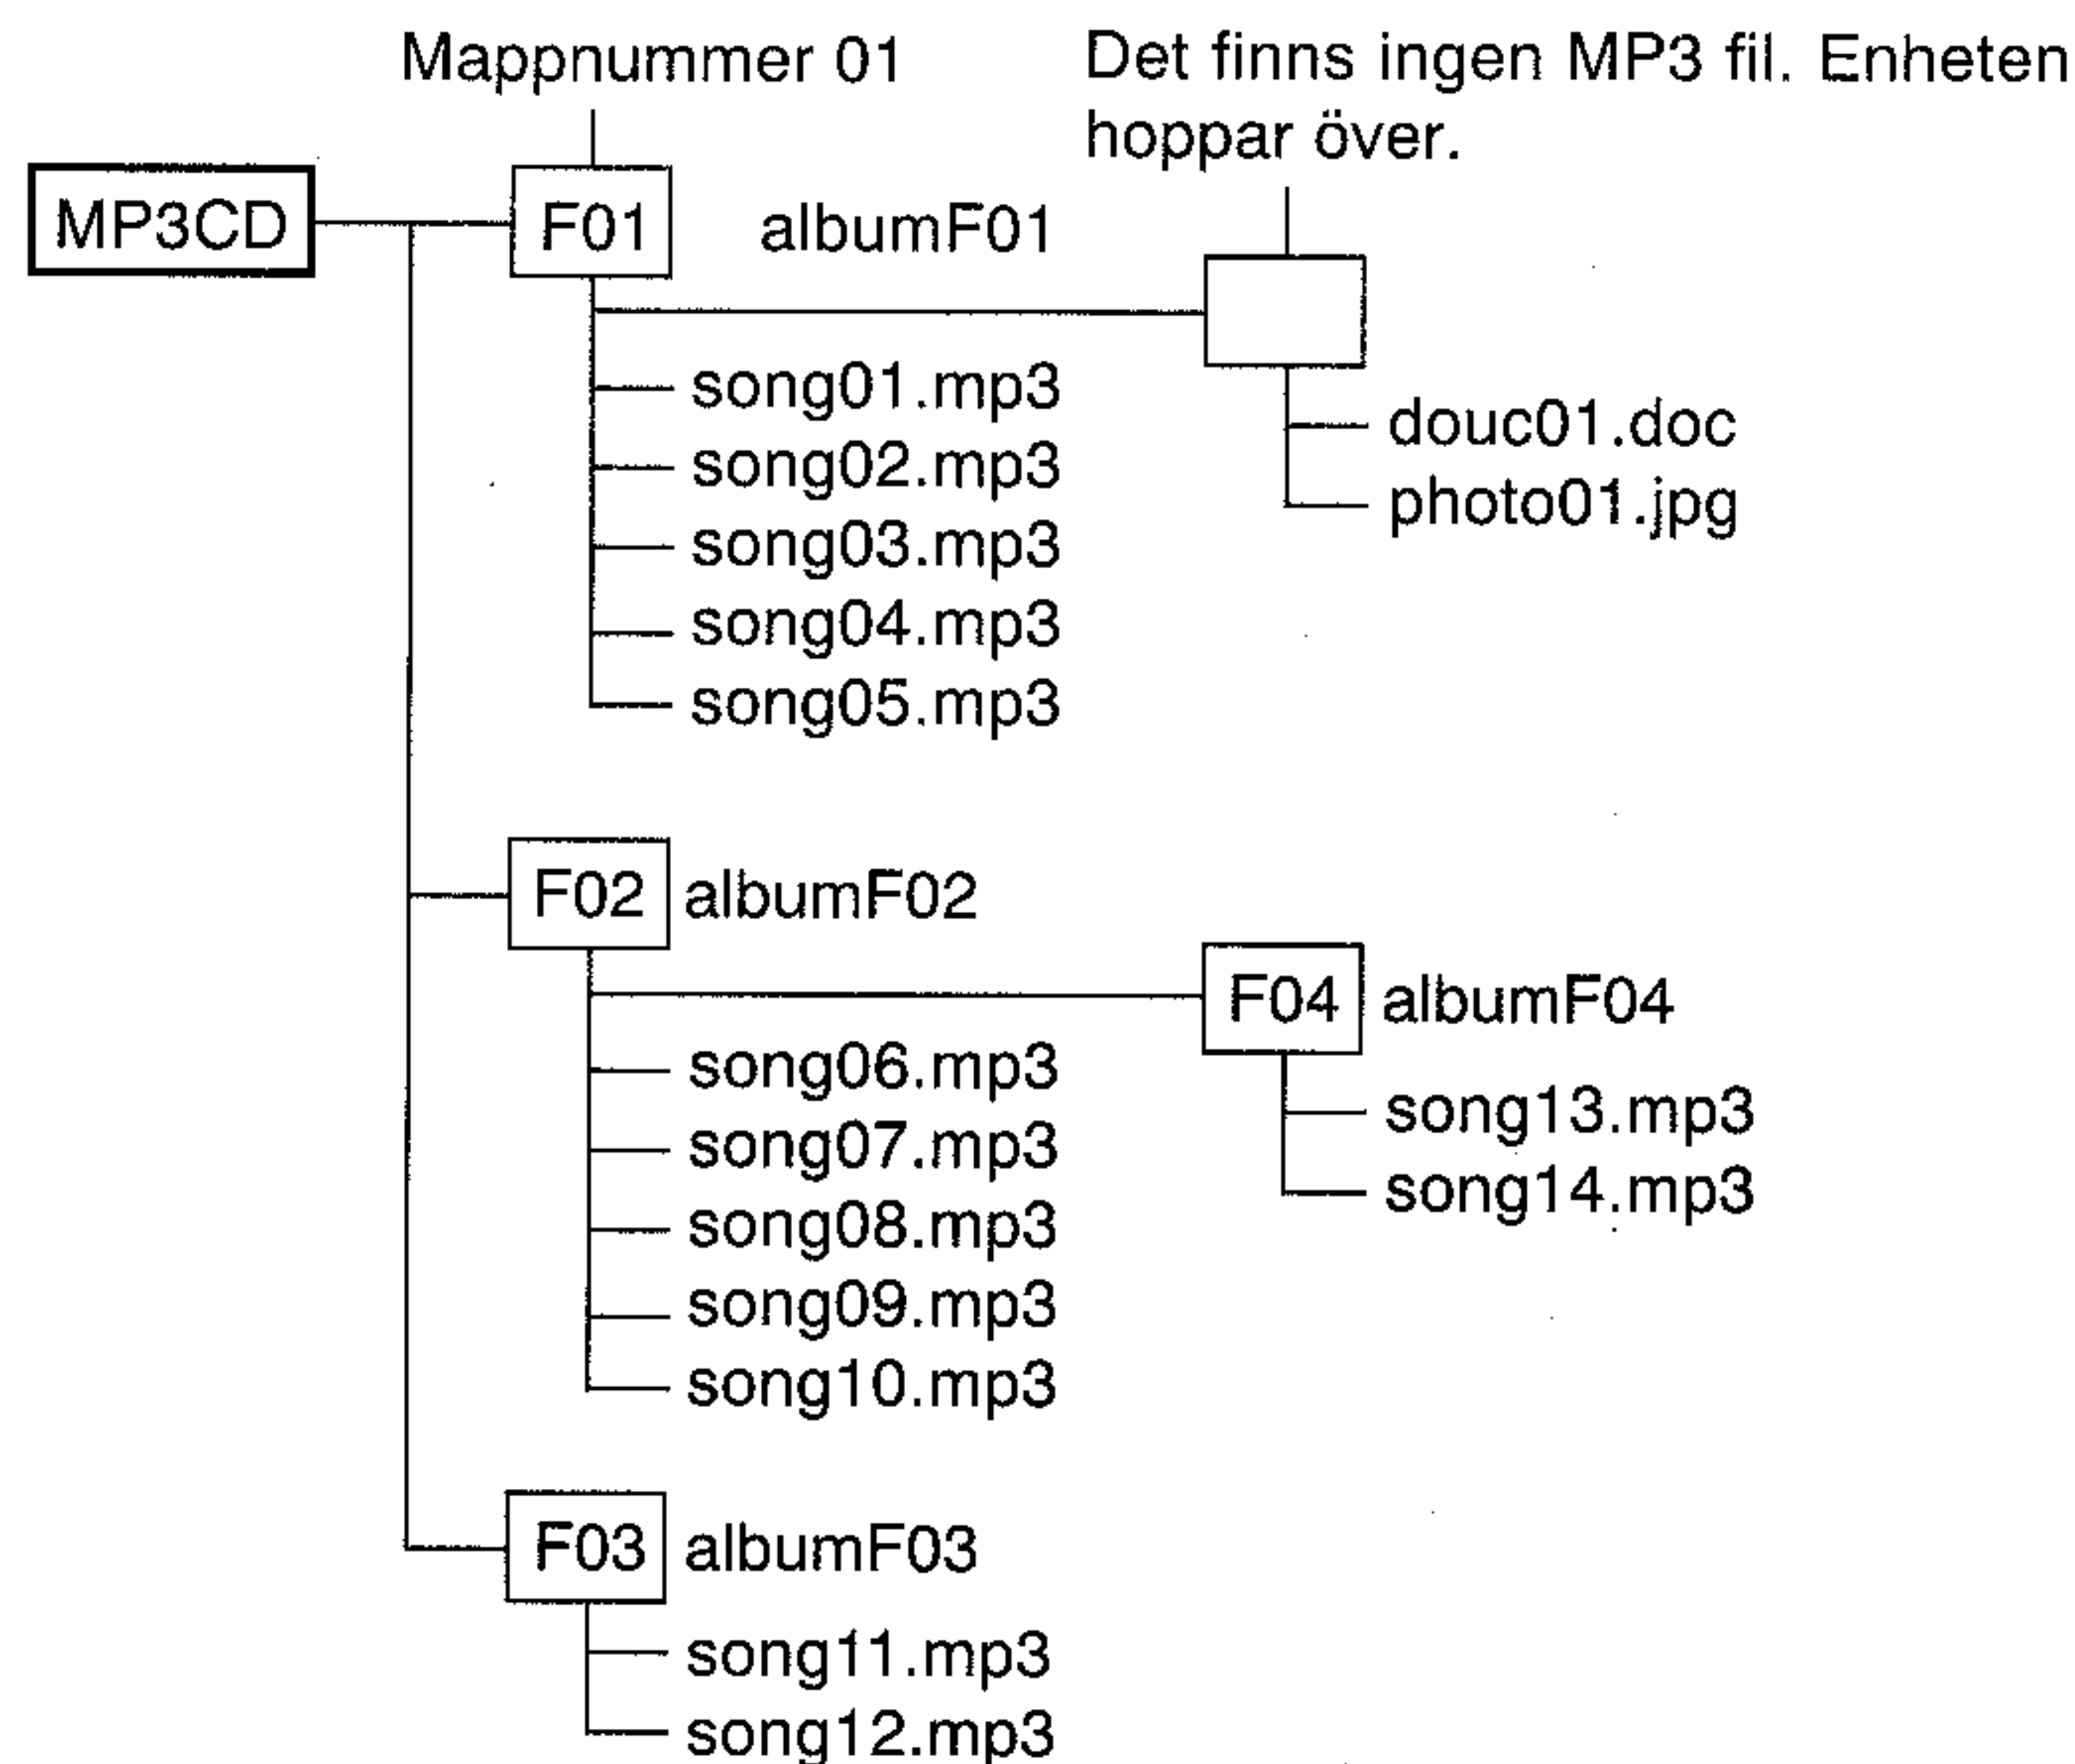 Mappnummer 01
Det finns ingen MP3 fil. Enheten
hoppar över.
MP3CD
F01
albumF01
song01.mp3
song02.mp3
song03.mp3
song04.mp3
song05.mp3
douc01.doc
photo01.jpg
F02
albumF02
F04
albumF04
song06.mp3
song07.mp3
song08.mp3
song09.mp3
song10.mp3
song13.mp3
song14.mp3
F03
albumF03
song11.mp3
song12.mp3